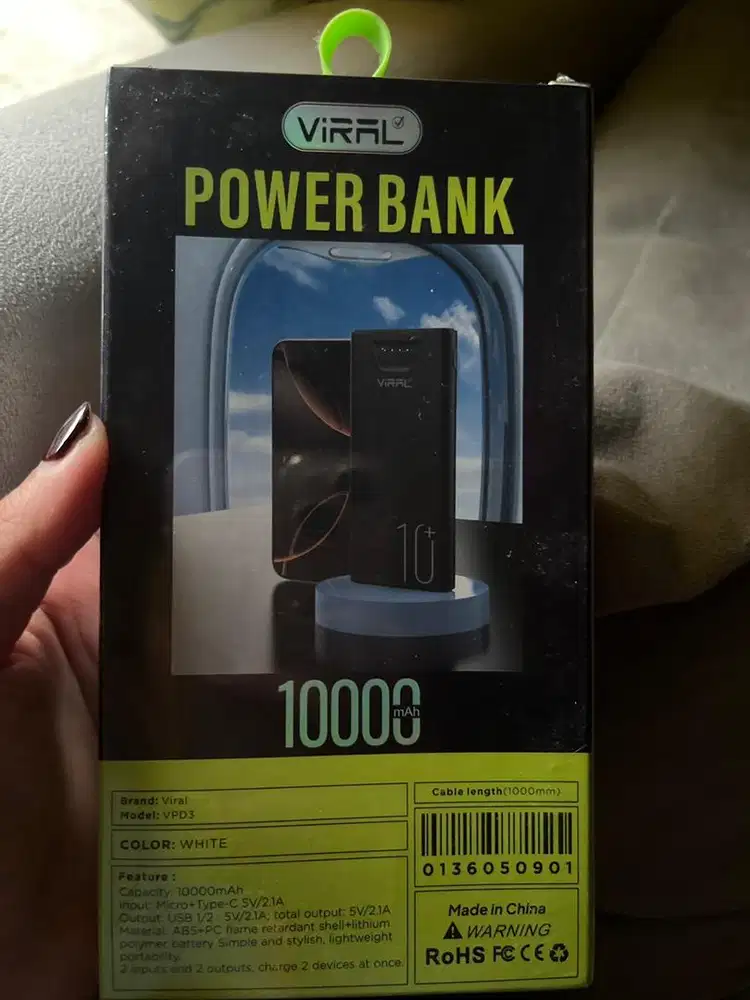 ViRAL
POWER BANK
ViRAL
10+
10000 mAh
Brand: Viral
Model: VPD3
COLOR: WHITE
Feature :
Capacity: 10000mAh
Input: Micro+Type-C 5V/2.1A
Output: USB 1/2 : 5V/2.1A; total output: 5V/2.1A
Material: ABS+PC flame retardant shell+lithium
polymer battery Simple and stylish, lightweight
portability.
2 inputs and 2 outputs, charge 2 devices at once.
Cable length(1000mm)
0136050901
Made in China
WARNING
RoHS FC CE